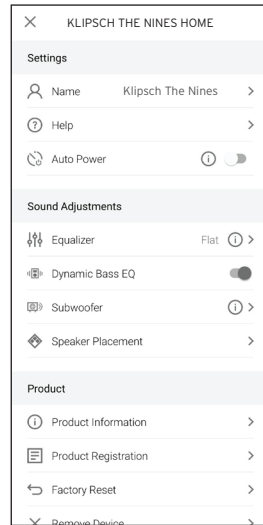 KLIPSCH THE NINES HOME
Settings
Name Klipsch The Nines
Help
Auto Power
Sound Adjustments
Equalizer Flat
Dynamic Bass EQ
Subwoofer
Speaker Placement
Product
Product Information
Product Registration
Factory Reset
Remove Device